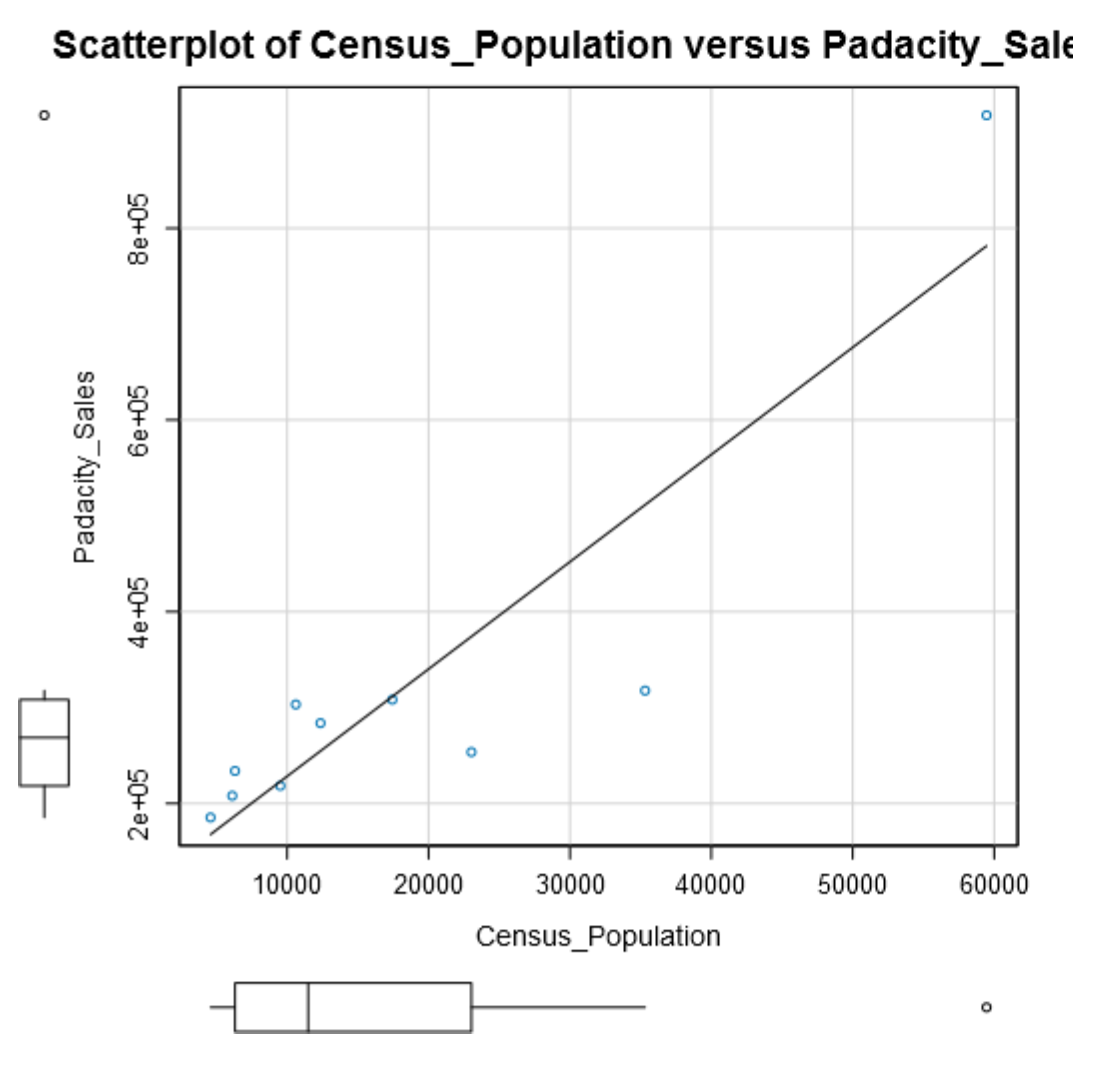 Scatterplot of Census_Population versus Padacity_Sale
8e+05
6e+05
4e+05
2e+05
Padacity_Sales
10000 20000 30000 40000 50000 60000
Census_Population